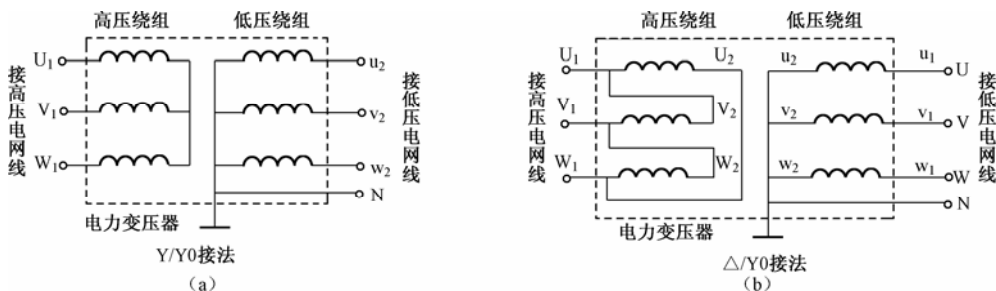 高压绕组
低压绕组
U1
V1
W1
u2
v2
w2
N
接高压电网线
接低压电网线
电力变压器
Y/Y0接法
(a)
高压绕组
低压绕组
U1
U2
u2
u1
U
V1
V2
v2
v1
V
W1
W2
w2
w1
W
N
接高压电网线
接低压电网线
电力变压器
△/Y0接法
(b)